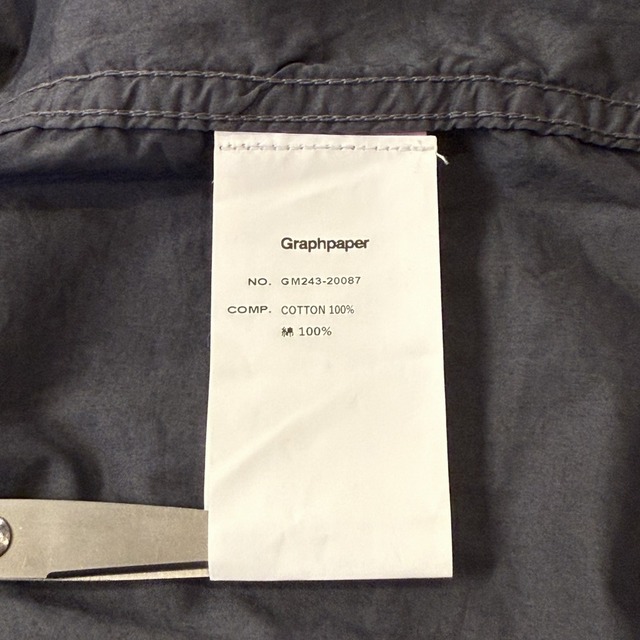 Graphpaper
NO. GM243-20087
COMP. COTTON 100%
綿 100%